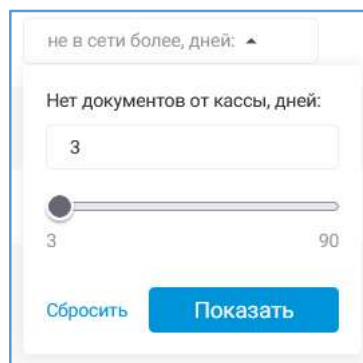 не в сети более, дней:
Нет документов от кассы, дней:
3
3 90
Сбросить Показать